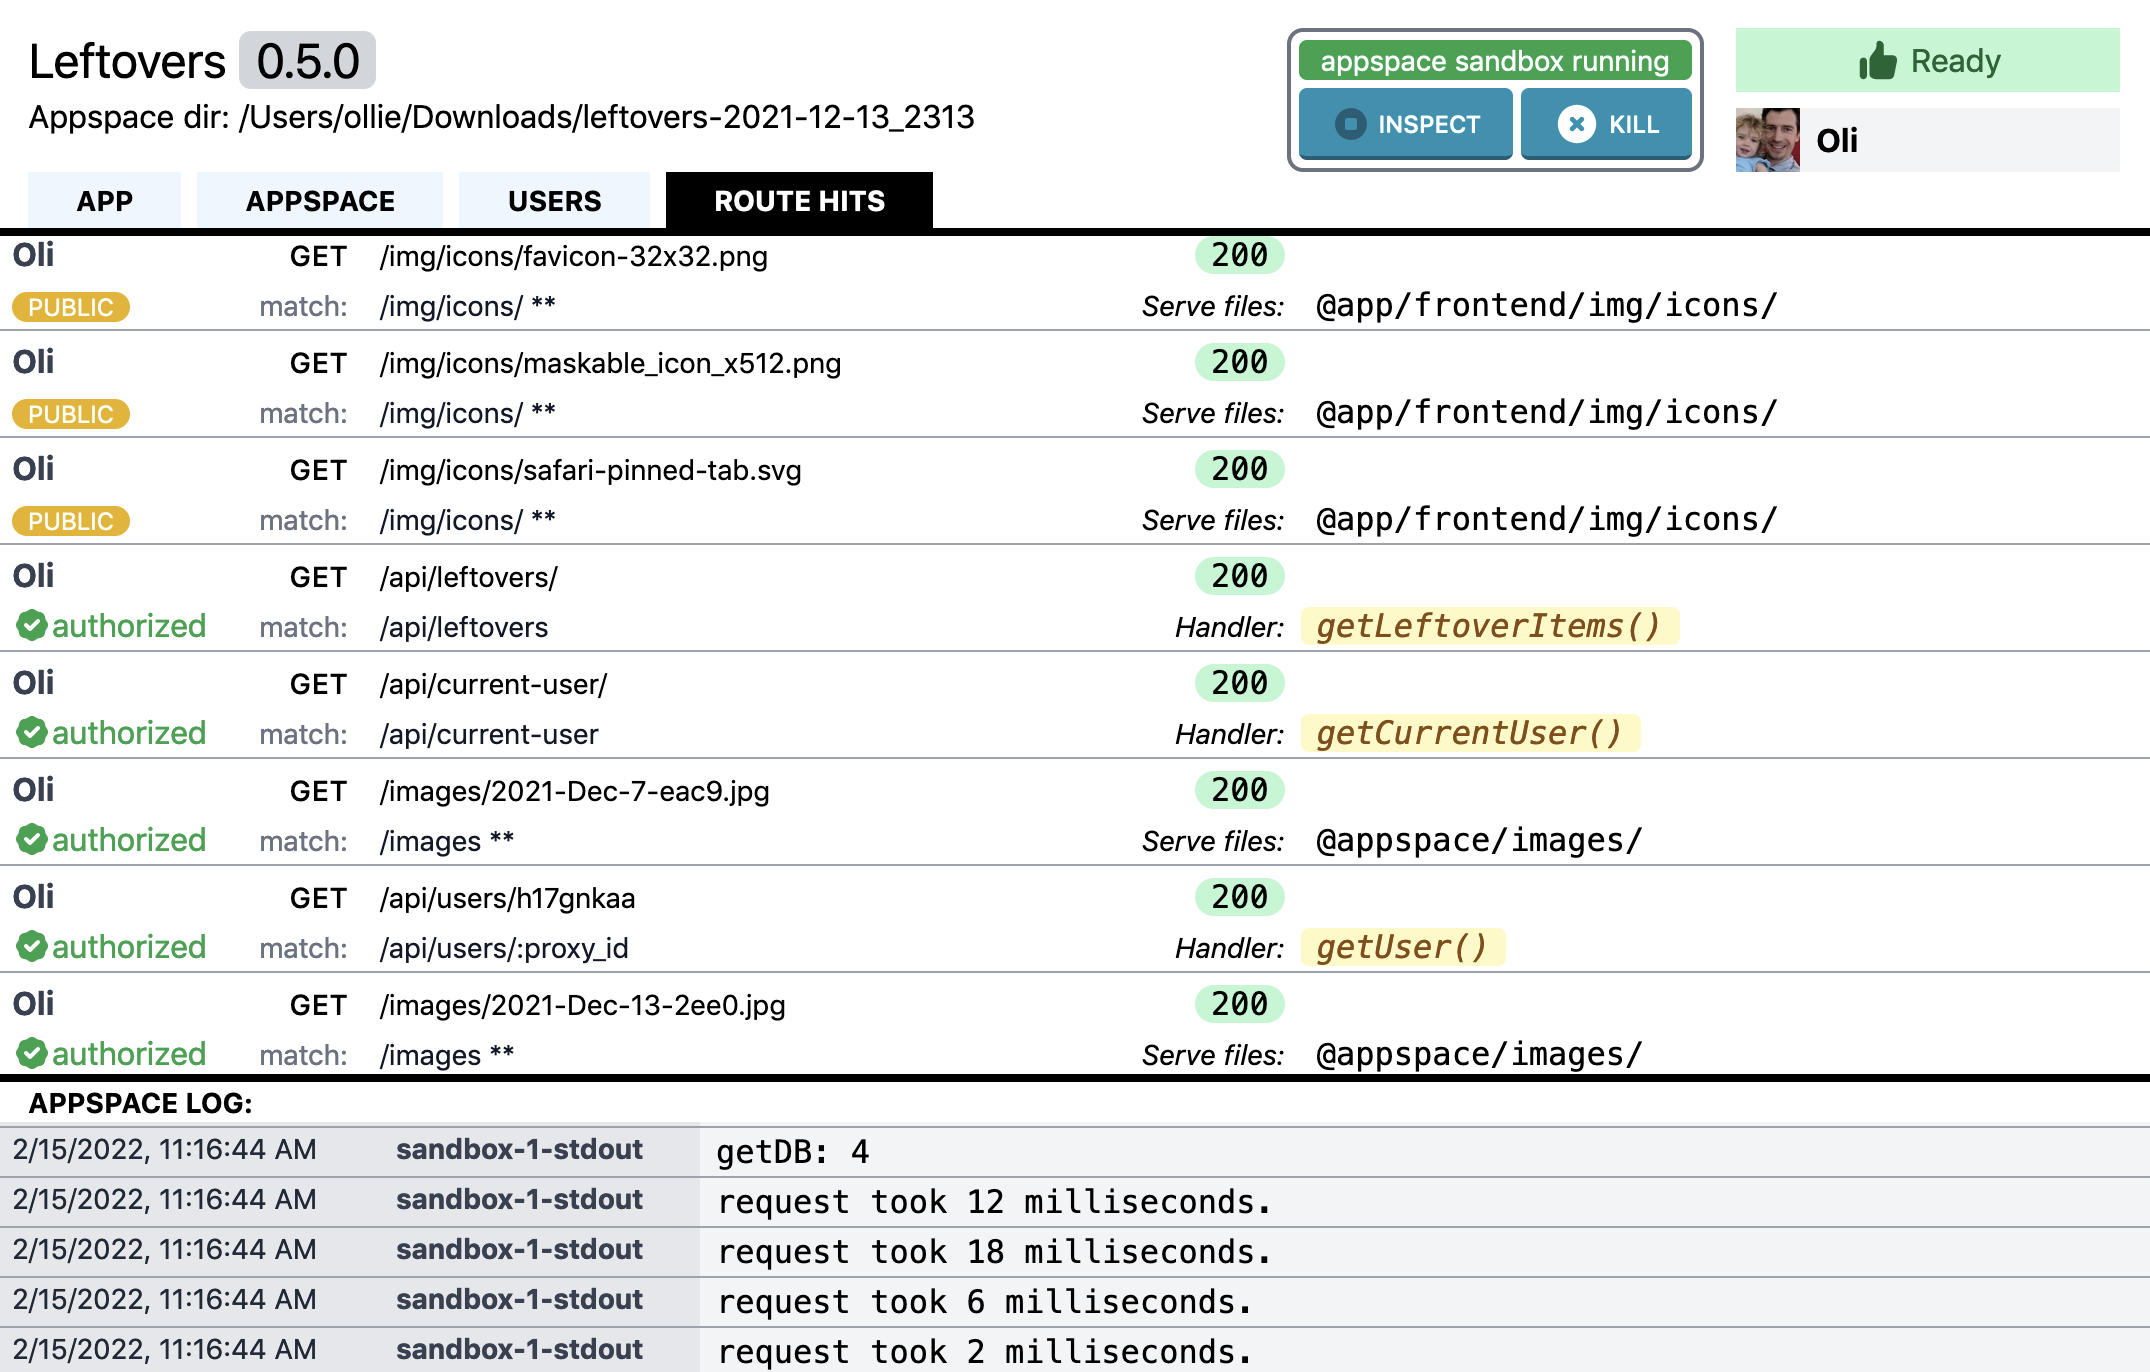 Leftovers 0.5.0
Appspace dir: /Users/ollie/Downloads/leftovers-2021-12-13_2313
appspace sandbox running
INSPECT KILL
Ready
Oli
APP APPSPACE USERS ROUTE HITS
Oli GET /img/icons/favicon-32x32.png 200
PUBLIC match: /img/icons/ ** Serve files: @app/frontend/img/icons/
Oli GET /img/icons/maskable_icon_x512.png 200
PUBLIC match: /img/icons/ ** Serve files: @app/frontend/img/icons/
Oli GET /img/icons/safari-pinned-tab.svg 200
PUBLIC match: /img/icons/ ** Serve files: @app/frontend/img/icons/
Oli GET /api/leftovers/ 200
authorized match: /api/leftovers Handler: getLeftoverItems()
Oli GET /api/current-user/ 200
authorized match: /api/current-user Handler: getCurrentUser()
Oli GET /images/2021-Dec-7-eac9.jpg 200
authorized match: /images ** Serve files: @appspace/images/
Oli GET /api/users/h17gnkaa 200
authorized match: /api/users/:proxy_id Handler: getUser()
Oli GET /images/2021-Dec-13-2ee0.jpg 200
authorized match: /images ** Serve files: @appspace/images/
APPSPACE LOG:
2/15/2022, 11:16:44 AM sandbox-1-stdout getDB: 4
2/15/2022, 11:16:44 AM sandbox-1-stdout request took 12 milliseconds.
2/15/2022, 11:16:44 AM sandbox-1-stdout request took 18 milliseconds.
2/15/2022, 11:16:44 AM sandbox-1-stdout request took 6 milliseconds.
2/15/2022, 11:16:44 AM sandbox-1-stdout request took 2 milliseconds.